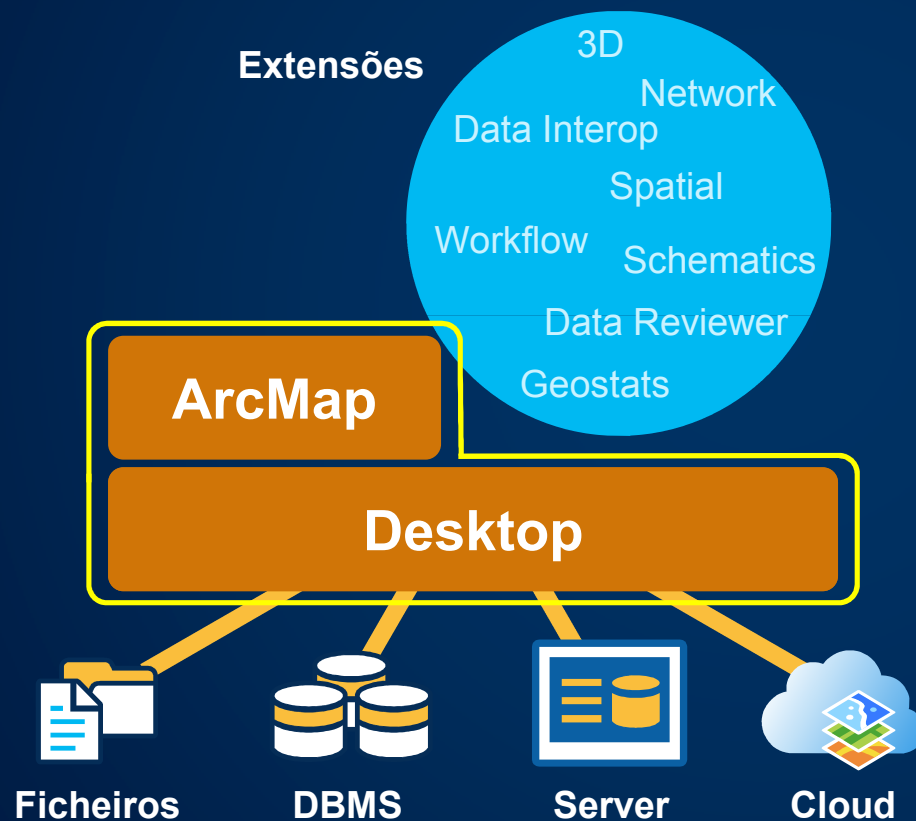 Extensões
3D
Network
Data Interop
Spatial
Workflow
Schematics
Data Reviewer
Geostats
ArcMap
Desktop
Ficheiros
DBMS
Server
Cloud